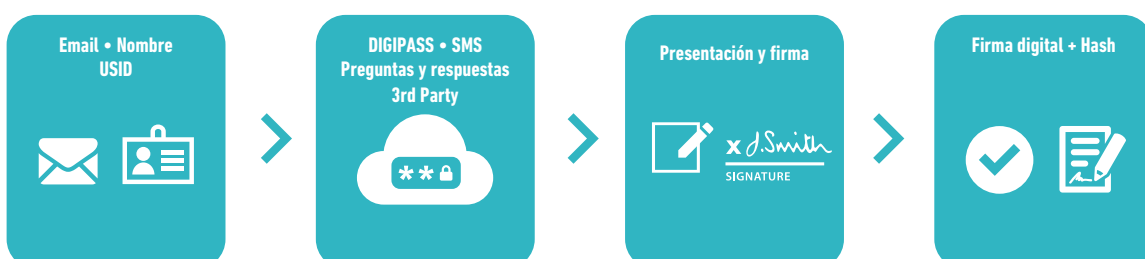 Email • Nombre
USID
DIGIPASS • SMS
Preguntas y respuestas
3rd Party
**
Presentación y firma
x J.Smith
SIGNATURE
Firma digital + Hash